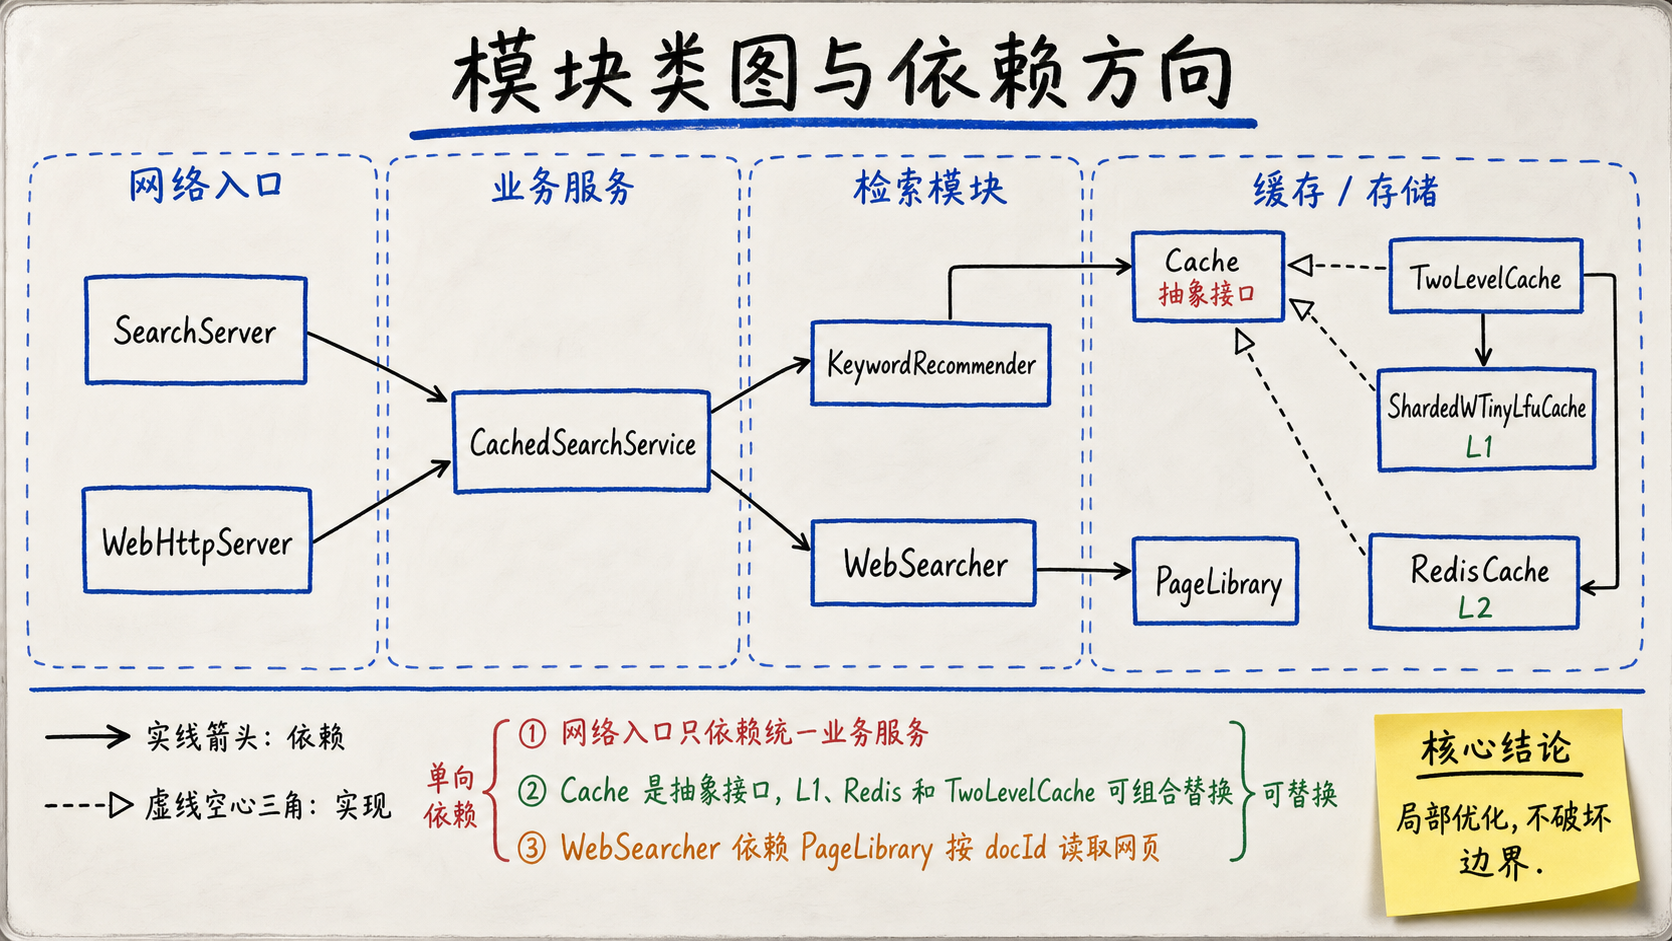 模块类图与依赖方向
网络入口
业务服务
检索模块
缓存 / 存储
SearchServer
WebHttpServer
CachedSearchService
KeywordRecommender
WebSearcher
Cache
抽象接口
TwoLevelCache
ShardedWTinyLfuCache
L1
PageLibrary
RedisCache
L2
实线箭头：依赖
虚线空心三角：实现
单向
依赖
① 网络入口只依赖统一业务服务
② Cache 是抽象接口, L1、Redis 和 TwoLevelCache 可组合替换
③ WebSearcher 依赖 PageLibrary 按 docId 读取网页
可替换
核心结论
局部优化, 不破坏
边界.